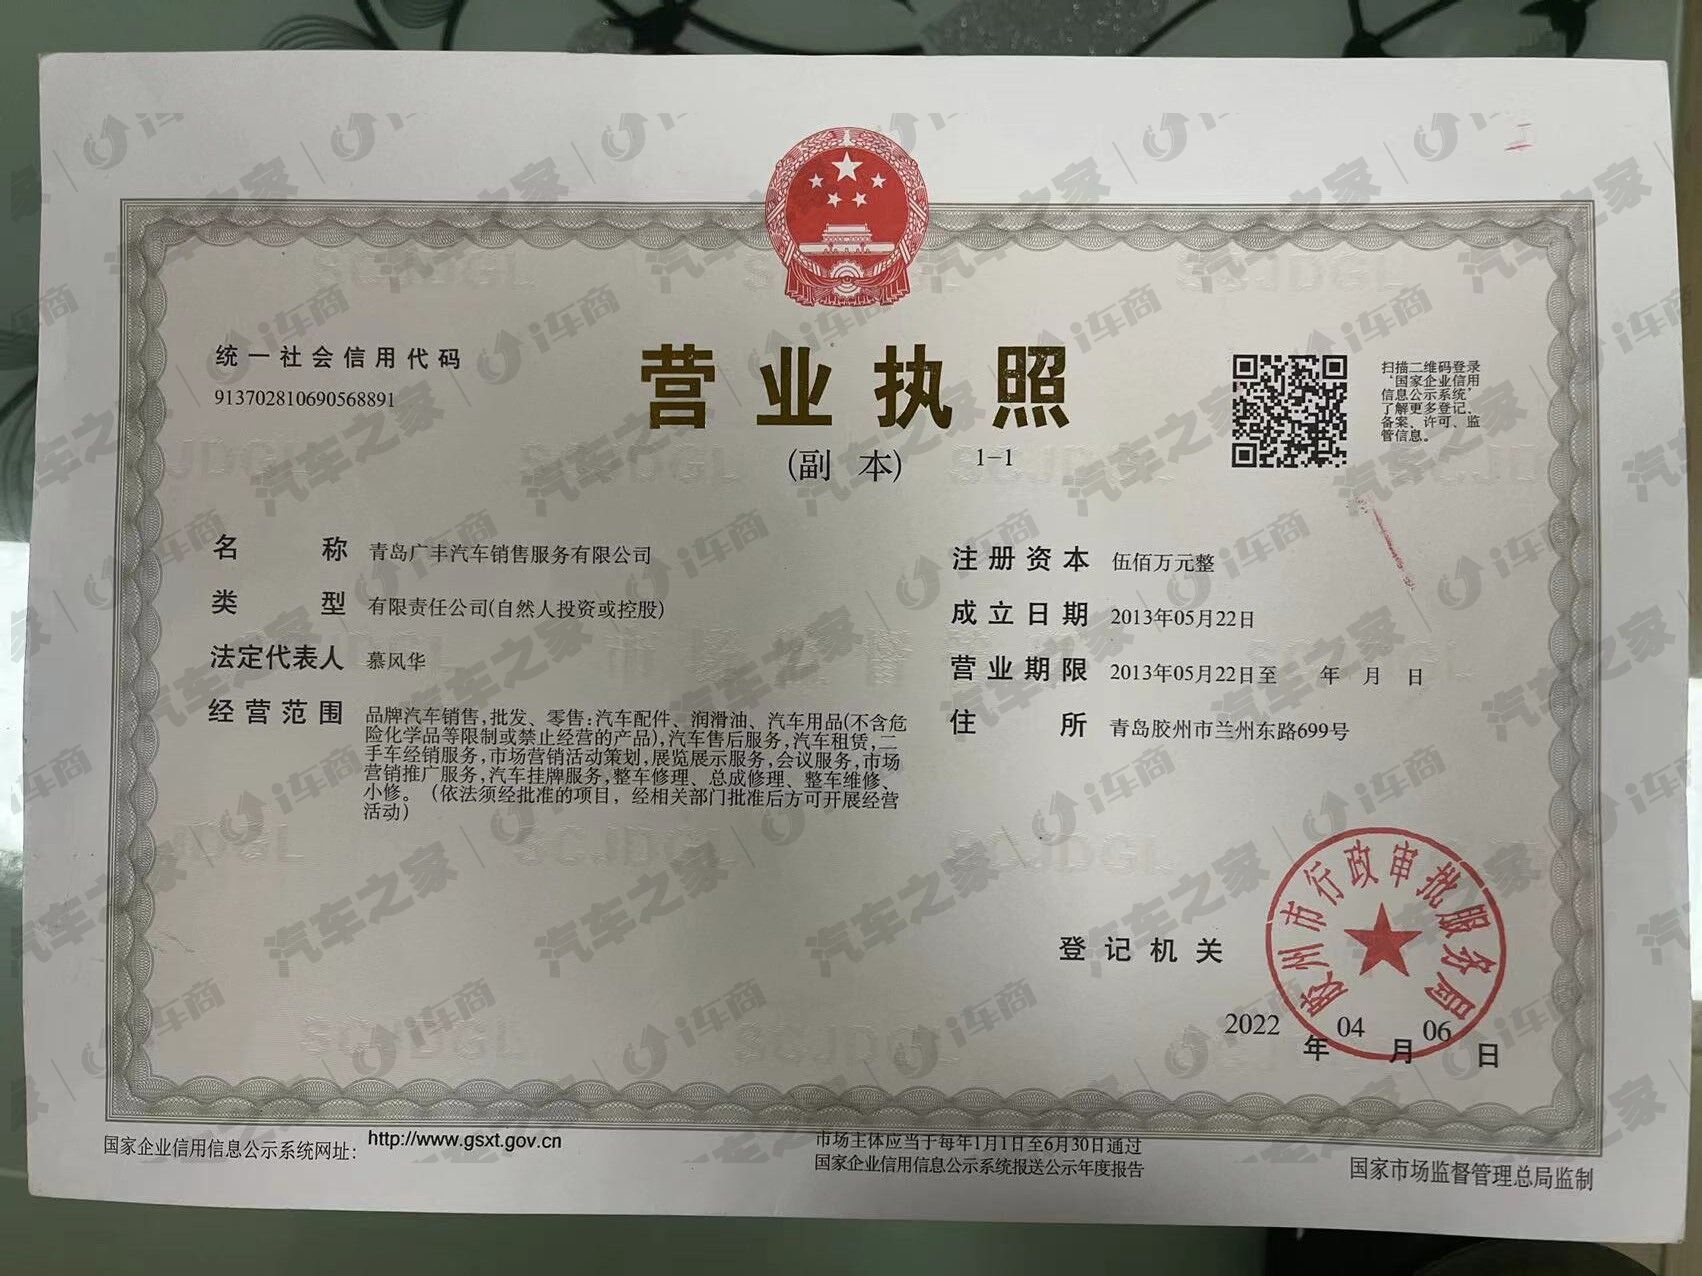 统一社会信用代码
913702810690568891
营业执照
(副 本) 1-1
扫描二维码登录
"国家企业信用
信息公示系统"
了解更多登记、
备案、许可、监
管信息。
名 称 青岛广丰汽车销售服务有限公司
类 型 有限责任公司(自然人投资或控股)
法定代表人 慕风华
经营范围 品牌汽车销售,批发、零售:汽车配件、润滑油、汽车用品(不含危
险化学品等限制或禁止经营的产品),汽车售后服务,汽车租赁,二
手车经销服务,市场营销活动策划,展览展示服务,会议服务,市场
营销推广服务,汽车挂牌服务,整车修理、总成修理、整车维修、
小修。(依法须经批准的项目,经相关部门批准后方可开展经营
活动)
注册资本 伍佰万元整
成立日期 2013年05月22日
营业期限 2013年05月22日至 年 月 日
住 所 青岛胶州市兰州东路699号
登记机关
胶州市行政审批服务局
2022年04月06日
国家企业信用信息公示系统网址: http://www.gsxt.gov.cn
市场主体应当于每年1月1日至6月30日通过
国家企业信用信息公示系统报送公示年度报告
国家市场监督管理总局监制
汽车之家 | i车商
SCJDGL